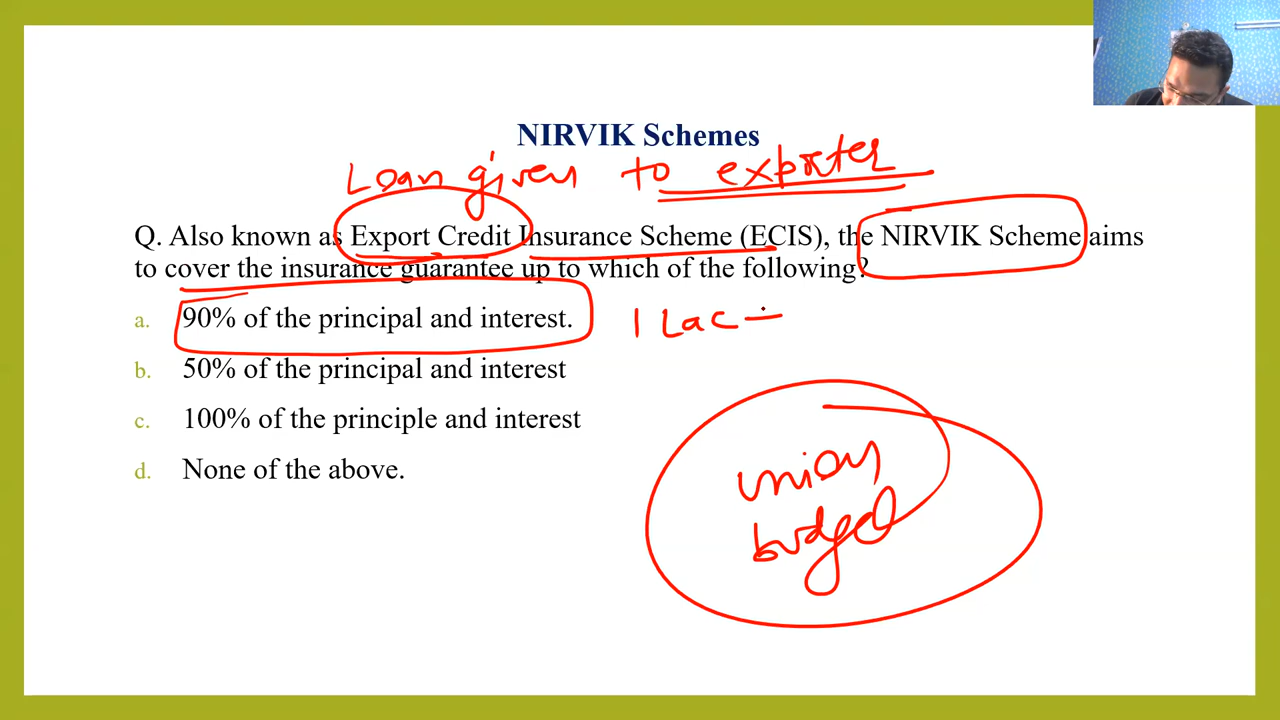 NIRVIK Schemes
Loan given to exporter
Q. Also known as Export Credit Insurance Scheme (ECIS), the NIRVIK Scheme aims
to cover the insurance guarantee up to which of the following?
a. 90% of the principal and interest.
1 Lac –
b. 50% of the principal and interest
c. 100% of the principle and interest
d. None of the above.
union
budget